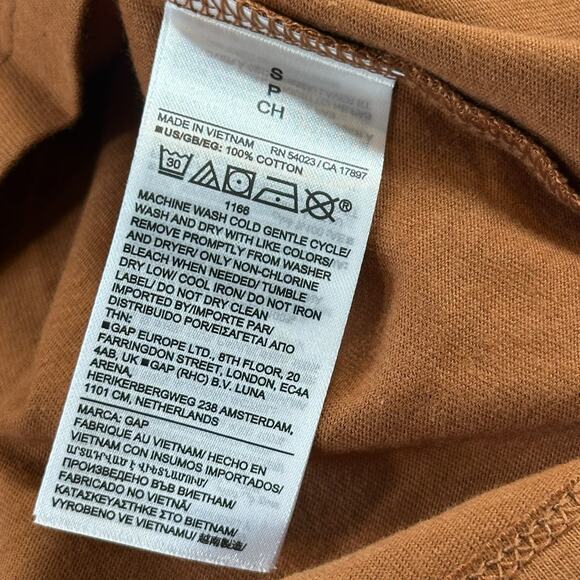 S
P
CH
MADE IN VIETNAM RN 54023 / CA 17897
■US/GB/EG: 100% COTTON
30 ®
1168
MACHINE WASH COLD GENTLE CYCLE/
WASH AND DRY WITH LIKE COLORS/
REMOVE PROMPTLY FROM WASHER
AND DRYER/ ONLY NON-CHLORINE
BLEACH WHEN NEEDED/ TUMBLE
DRY LOW/ COOL IRON/ DO NOT IRON
LABEL/ DO NOT DRY CLEAN
IMPORTED BY/IMPORTE PAR/
DISTRIBUIDO POR/ΕΙΣΑΓΕΤΑΙ ΑΠΟ
ΤΗΝ:
■GAP EUROPE LTD., 8TH FLOOR, 20
FARRINGDON STREET, LONDON, EC4A
4AB, UK ■GAP (RHC) B.V. LUNA
ARENA,
HERIKERBERGWEG 238 AMSTERDAM,
1101 CM, NETHERLANDS
MARCA: GAP
FABRIQUE AU VIETNAM/ HECHO EN
VIETNAM CON INSUMOS IMPORTADOS/
ԱՐՏԱԴՐՎԱԾ Է ՎԻԵՏՆԱՄՈՒՄ/
ПРОИЗВЕДЕНО ВЪВ ВИЕТНАМ/
FABRICADO NO VIETNÃ/
ΚΑΤΑΣΚΕΥΑΣΤΗΚΕ ΣΤΟ ΒΙΕΤΝΑΜ/
VYROBENO VE VIETNAMU/ 越南製造/